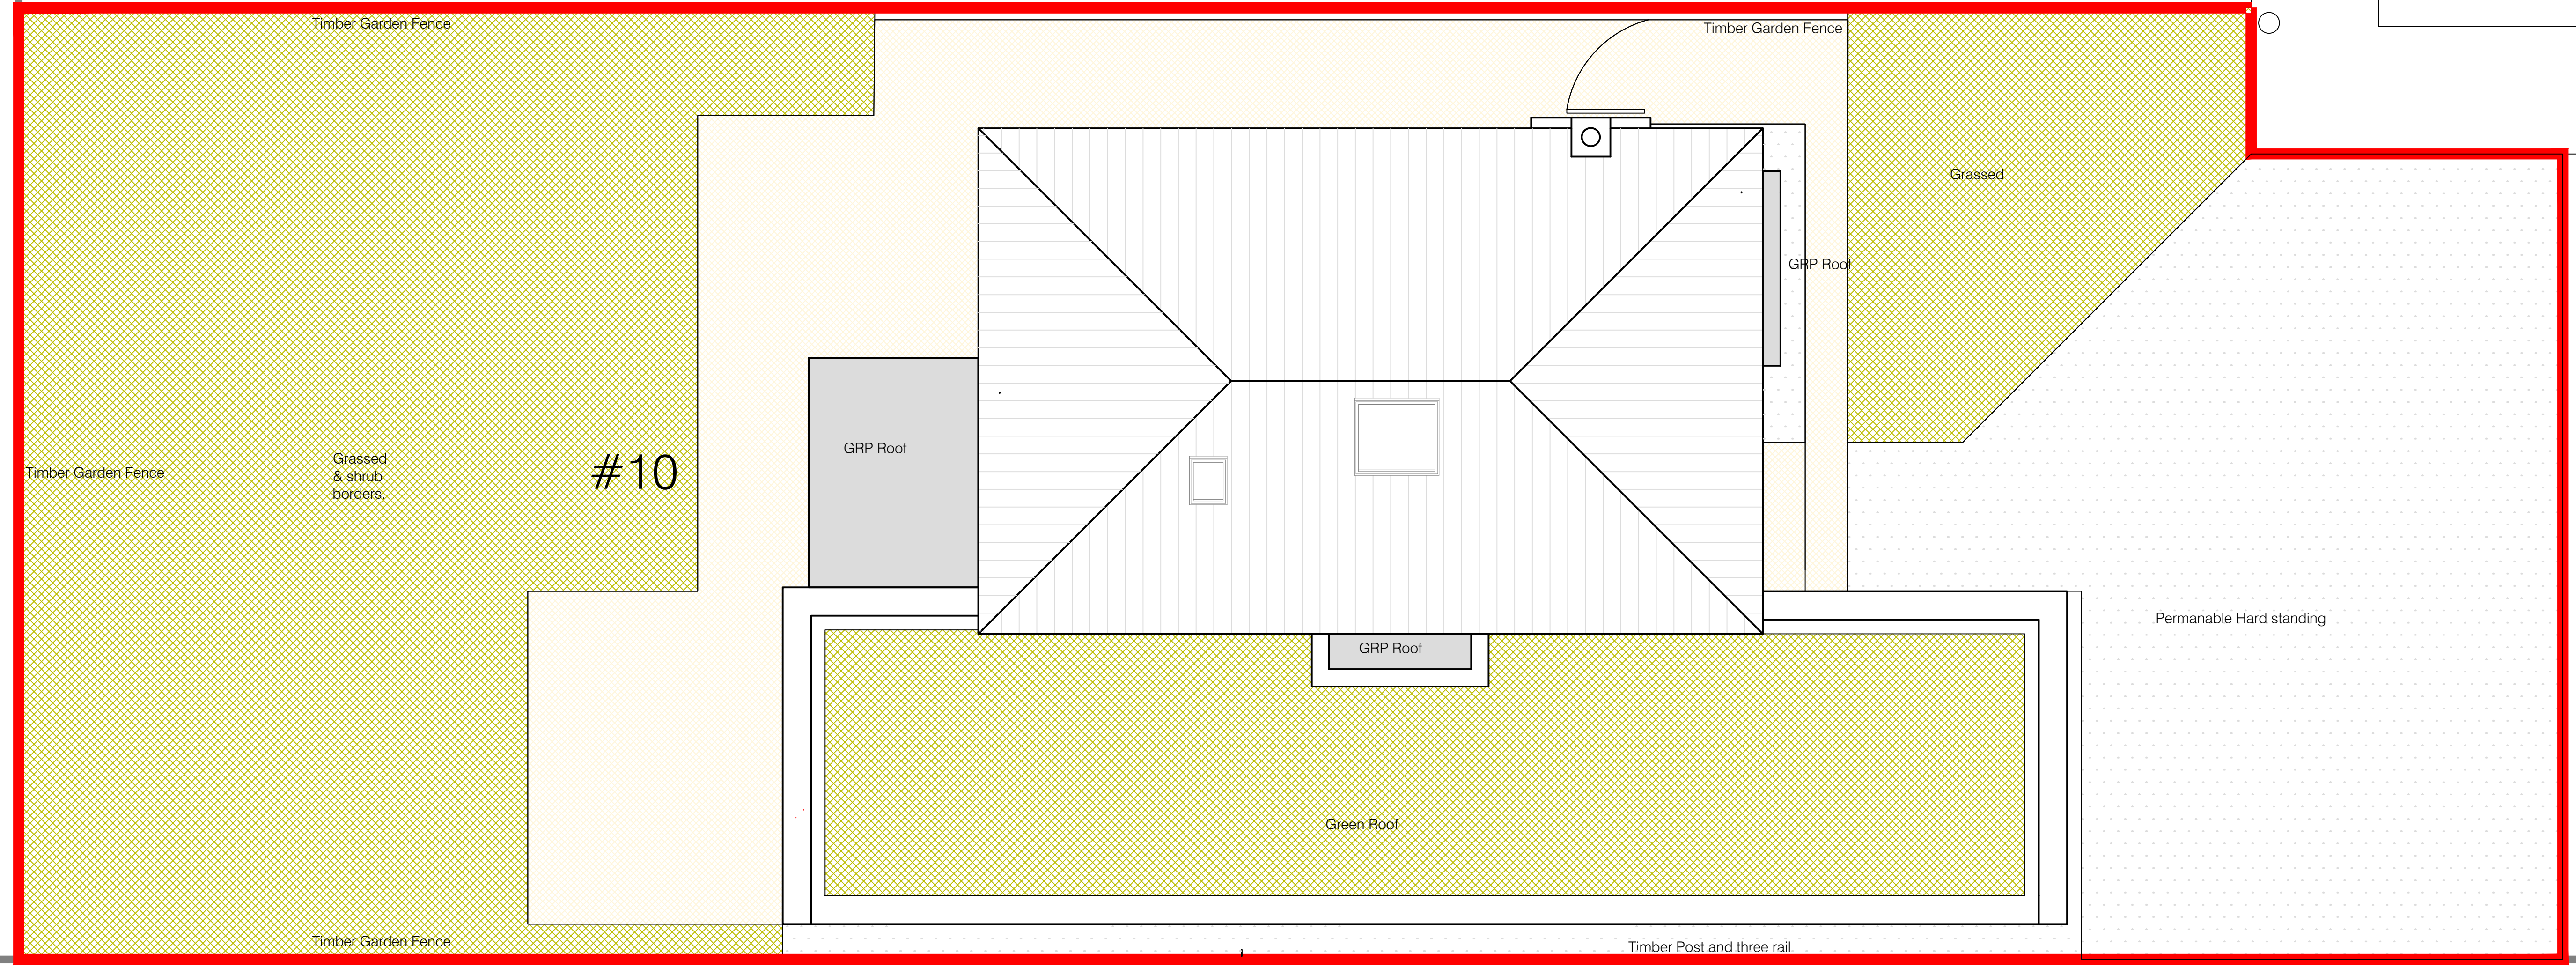 Timber Garden Fence
Timber Garden Fence
Grassed
GRP Roof
GRP Roof
Timber Garden Fence
Grassed
& shrub
borders.
#10
Permanable Hard standing
GRP Roof
Green Roof
Timber Garden Fence
Timber Post and three rail